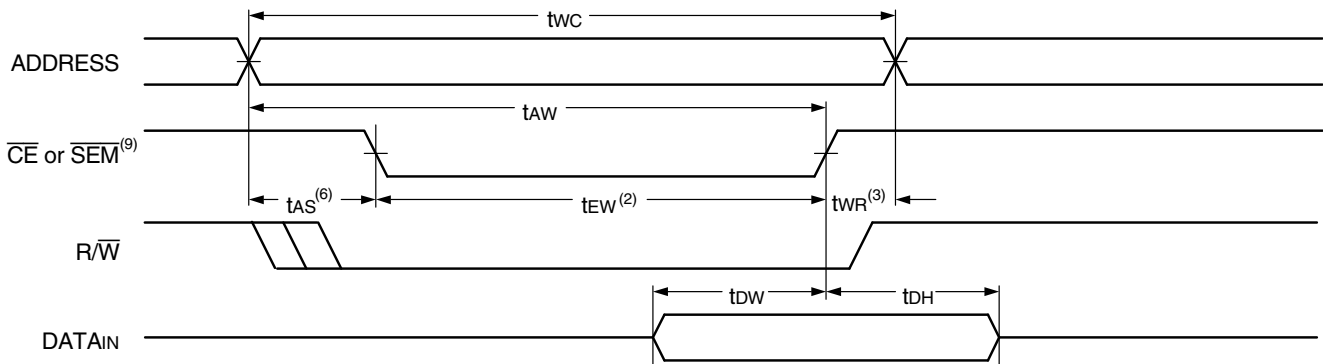 tWC
ADDRESS
tAW
CE or SEM(9)
tAS(6) tEW(2) tWR(3)
R/W
tDW tDH
DATAIN